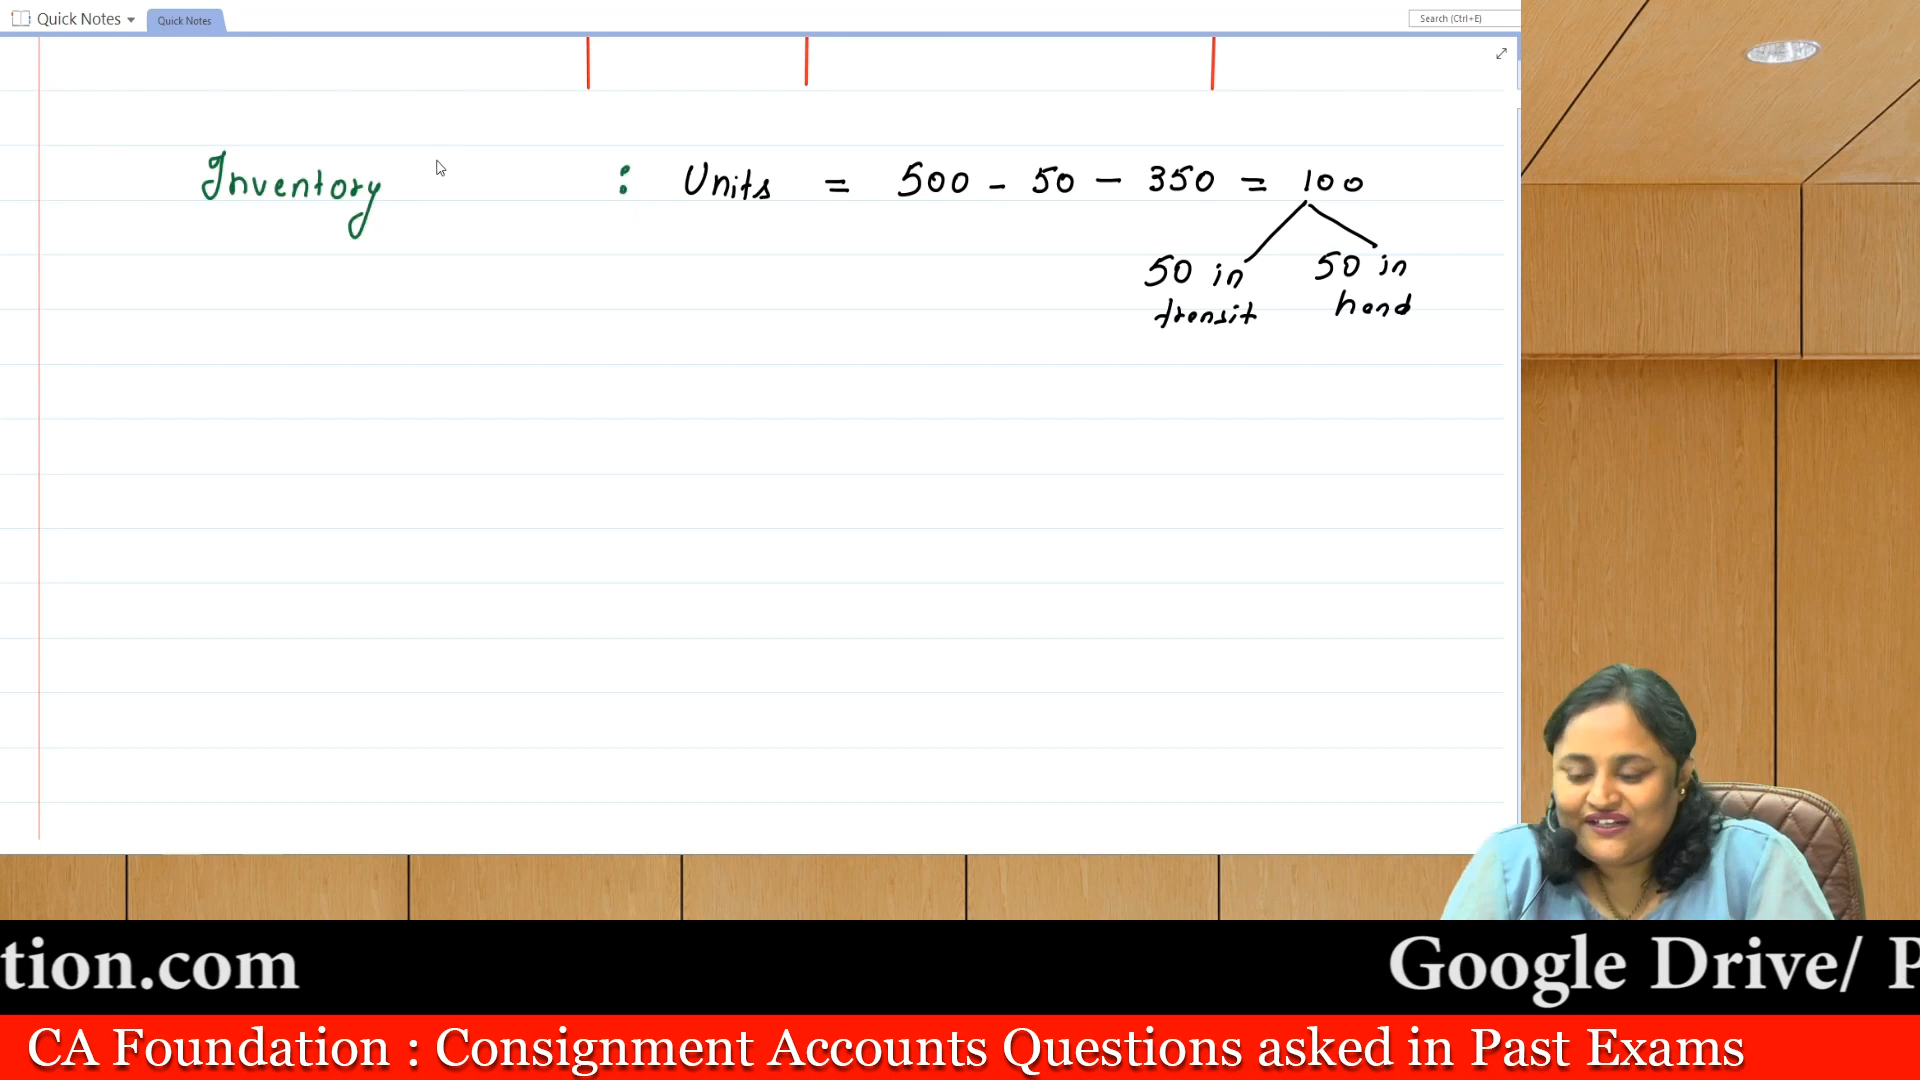 Quick Notes
Quick Notes
Search (Ctrl+E)
Inventory : Units = 500 - 50 - 350 = 100
50 in transit
50 in hand
tion.com
Google Drive/ P
CA Foundation : Consignment Accounts Questions asked in Past Exams